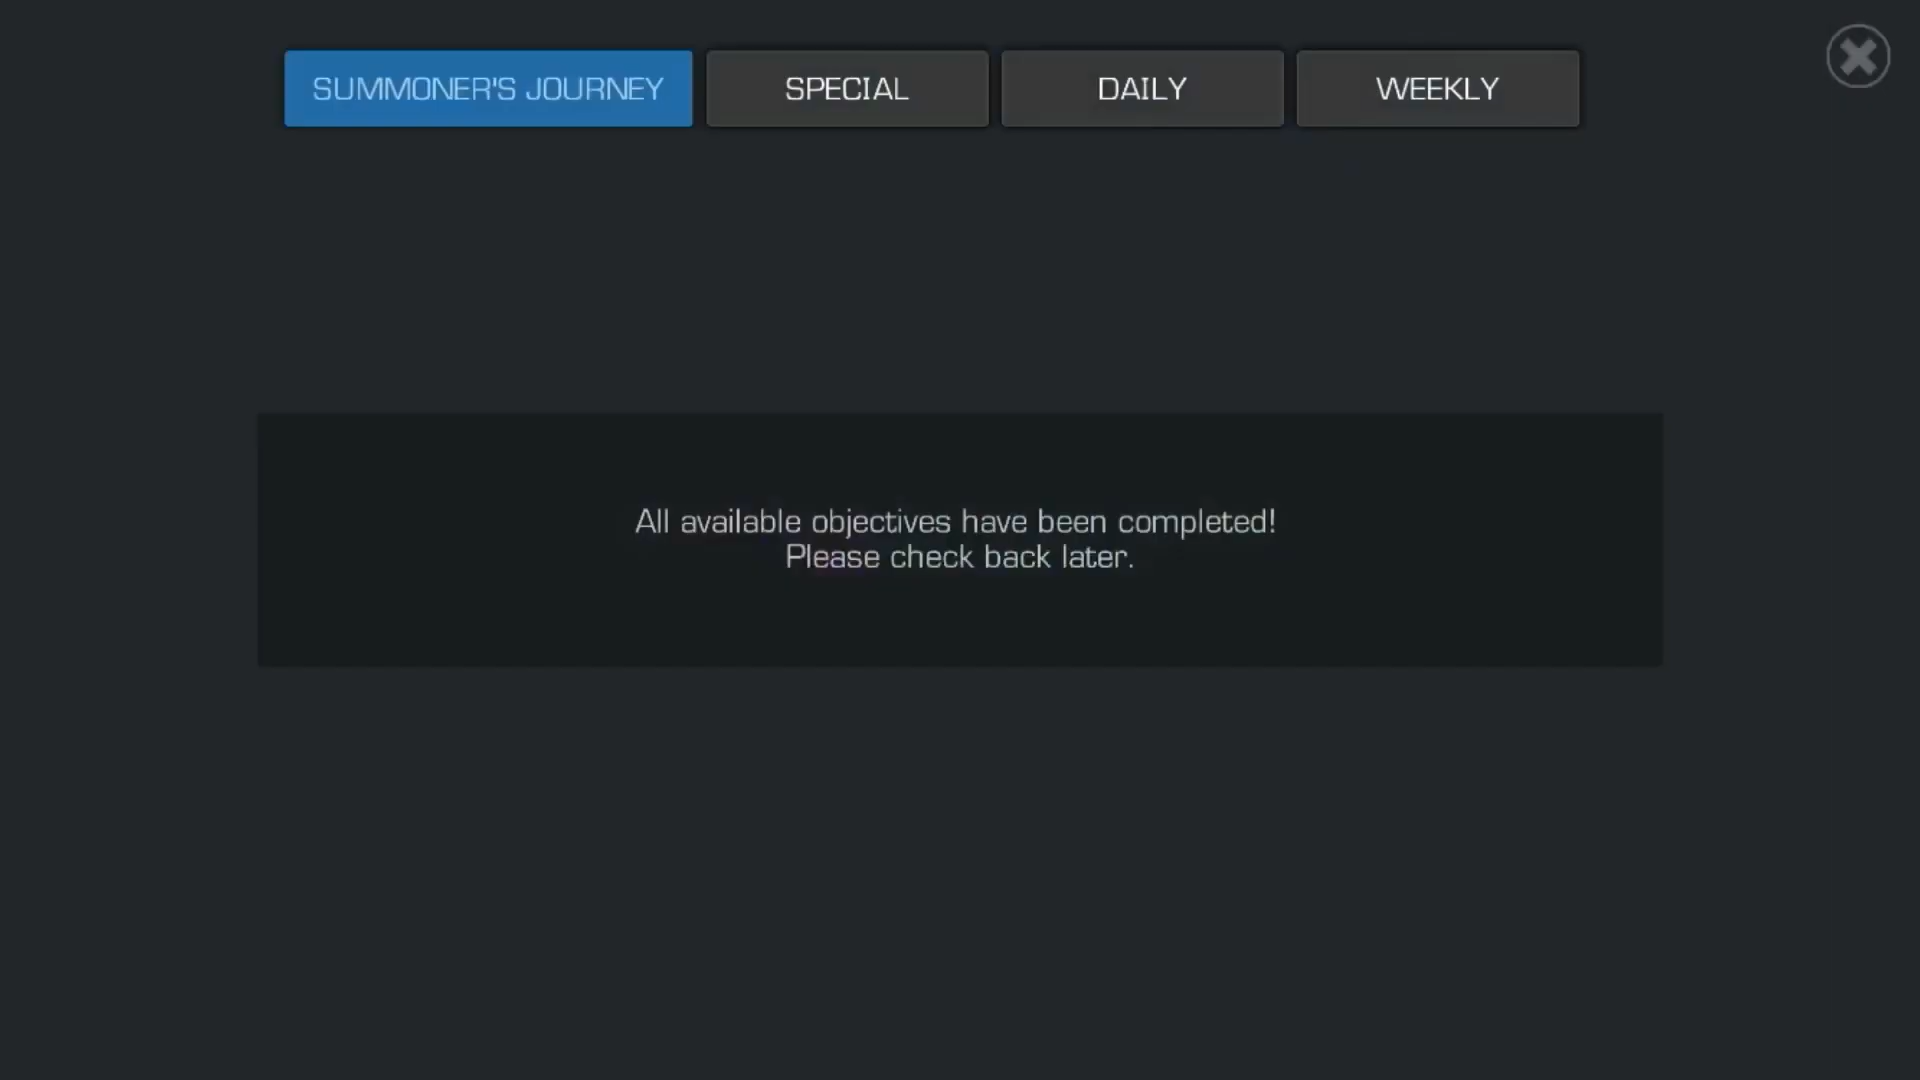 SUMMONER'S JOURNEY
SPECIAL
DAILY
WEEKLY
All available objectives have been completed!
Please check back later.